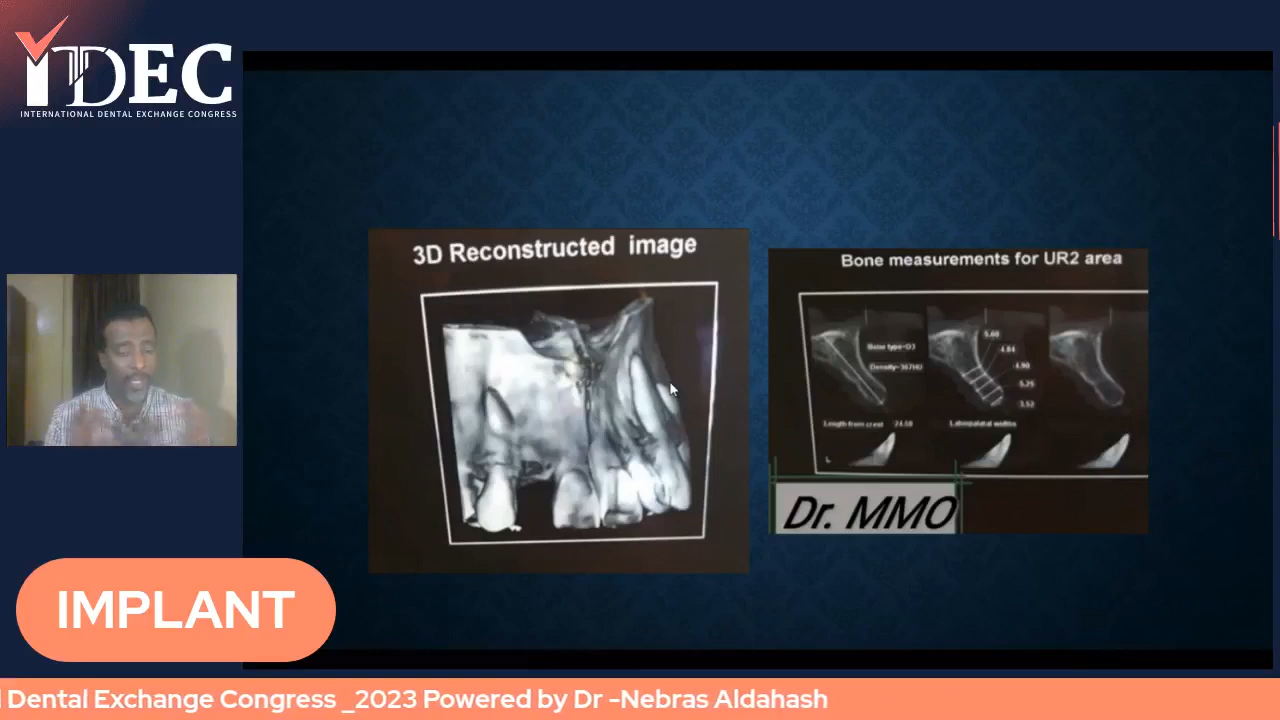 IDEC
INTERNATIONAL DENTAL EXCHANGE CONGRESS
3D Reconstructed image
Bone measurements for UR2 area
Bone type=D3
Density=367HU
5.60
4.84
4.90
5.25
3.52
Length from crest 24.50
Labiopalatal widths
L
Dr. MMO
IMPLANT
Dental Exchange Congress _2023 Powered by Dr -Nebras Aldahash